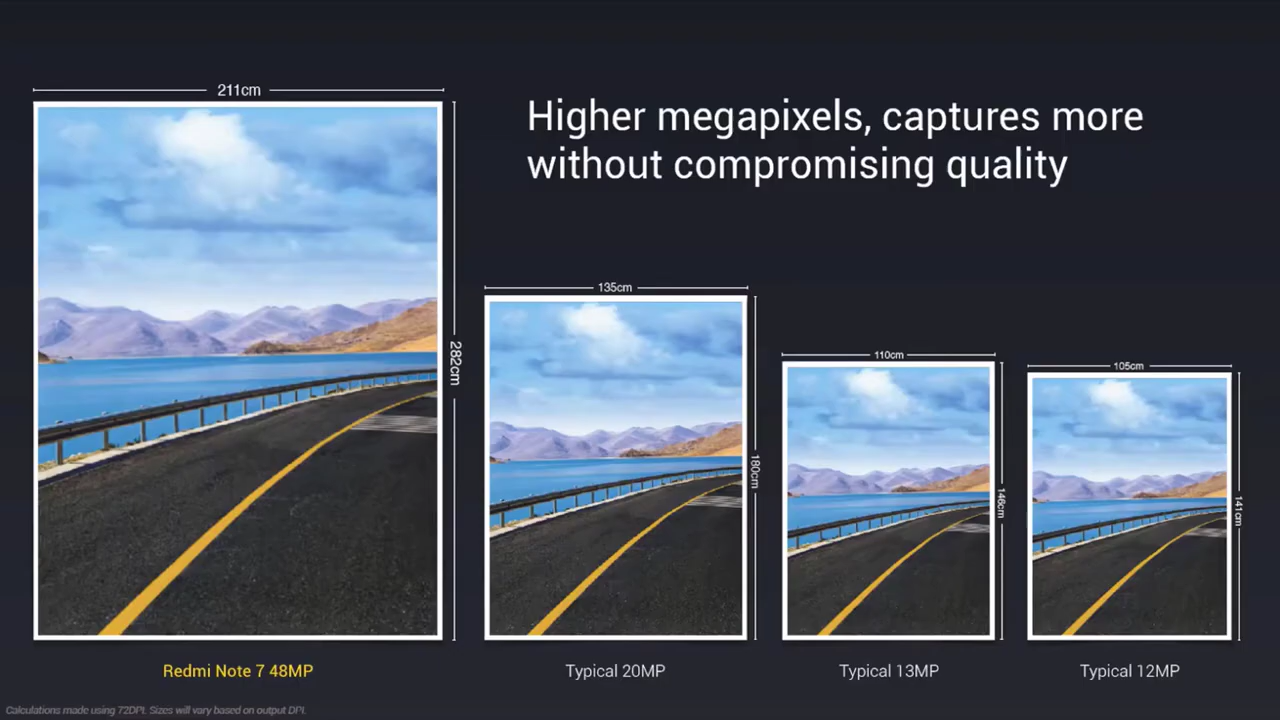 211cm
Higher megapixels, captures more
without compromising quality
282cm
135cm
180cm
110cm
146cm
105cm
141cm
Redmi Note 7 48MP
Typical 20MP
Typical 13MP
Typical 12MP
Calculations made using 72DPI. Sizes will vary based on output DPI.